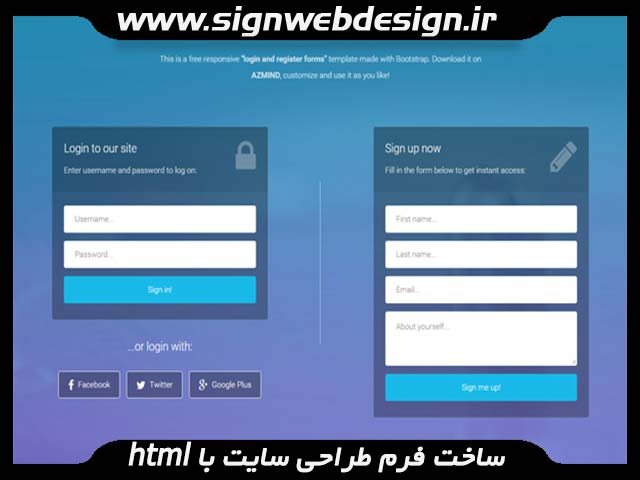 www.signwebdesign.ir
This is a free responsive "login and register forms" template made with Bootstrap. Download it on
AZMIND, customize and use it as you like!
Login to our site
Enter username and password to log on:
Username...
Password...
Sign in!
...or login with:
Facebook
Twitter
Google Plus
Sign up now
Fill in the form below to get instant access:
First name...
Last name...
Email...
About yourself...
Sign me up!
ساخت فرم طراحی سایت با html